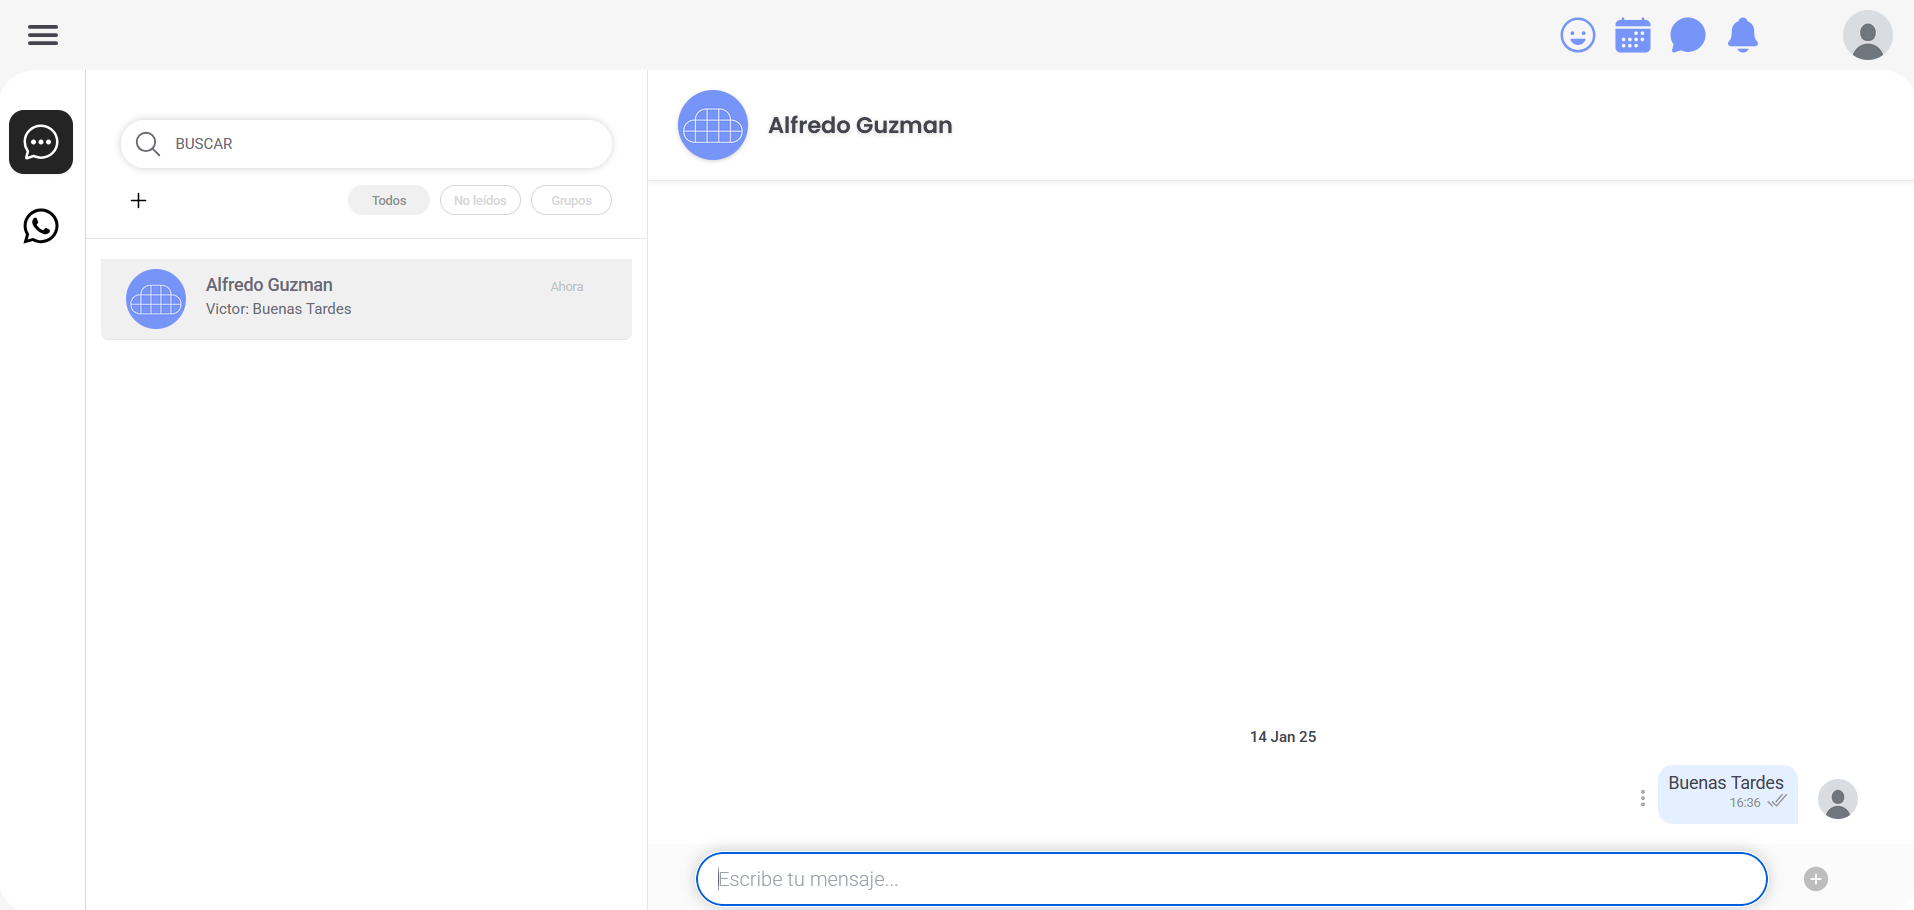 BUSCAR
Todos
No leídos
Grupos
Alfredo Guzman
Ahora
Victor: Buenas Tardes
Alfredo Guzman
14 Jan 25
Buenas Tardes
16:36
Escribe tu mensaje...